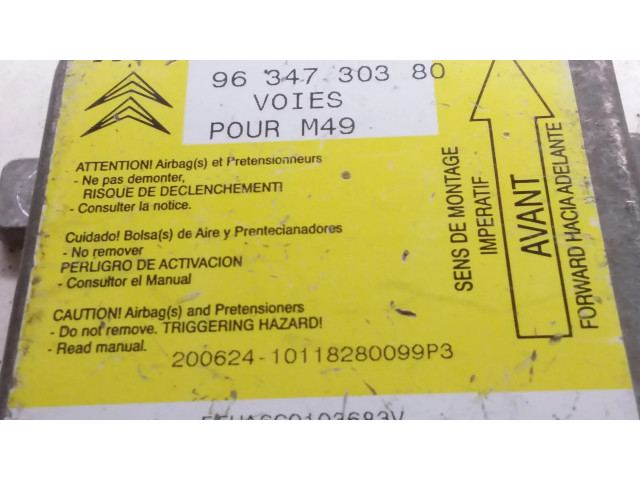 96 347 303 80
VOIES
POUR M49
ATTENTION! Airbag(s) et Pretensionneurs
- Ne pas demonter,
RISQUE DE DECLENCHEMENT!
- Consulter la notice.
Cuidado! Bolsa(s) de Aire y Prentecianadores
- No remover
PERLIGRO DE ACTIVACION
- Consultor el Manual
CAUTION! Airbag(s) and Pretensioners
- Do not remove. TRIGGERING HAZARD!
- Read manual.
200624-10118280099P3
SENS DE MONTAGE
IMPERATIF
AVANT
FORWARD HACIA ADELANTE